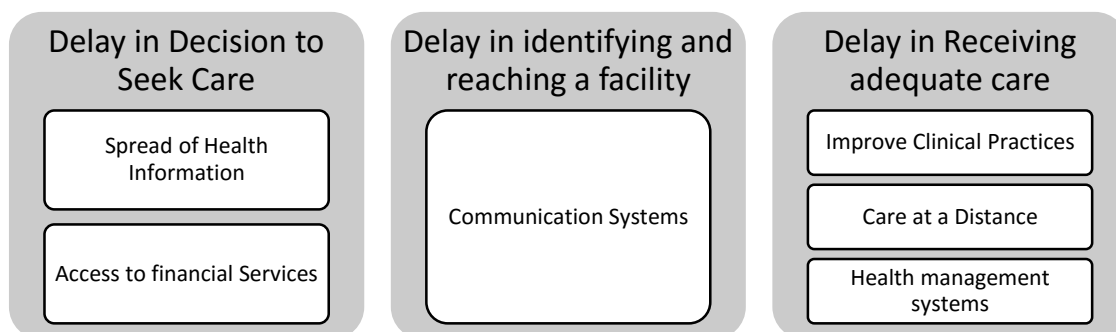 Delay in Decision to
Seek Care
Spread of Health
Information
Access to financial Services
Delay in identifying and
reaching a facility
Communication Systems
Delay in Receiving
adequate care
Improve Clinical Practices
Care at a Distance
Health management
systems